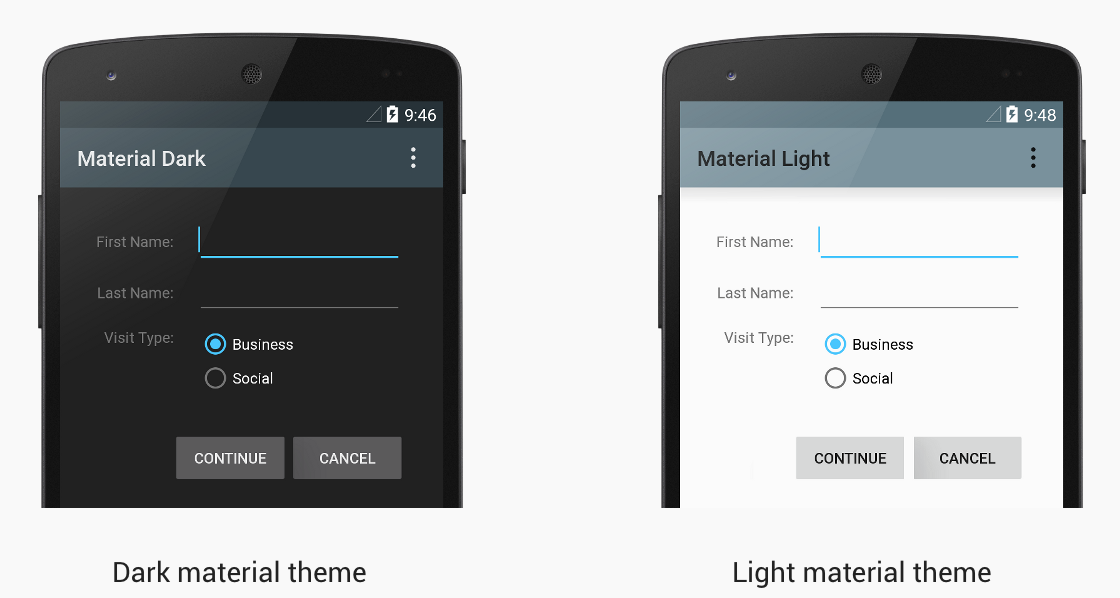 9:46
Material Dark
First Name:
Last Name:
Visit Type:
Business
Social
CONTINUE CANCEL
Dark material theme
9:48
Material Light
First Name:
Last Name:
Visit Type:
Business
Social
CONTINUE CANCEL
Light material theme